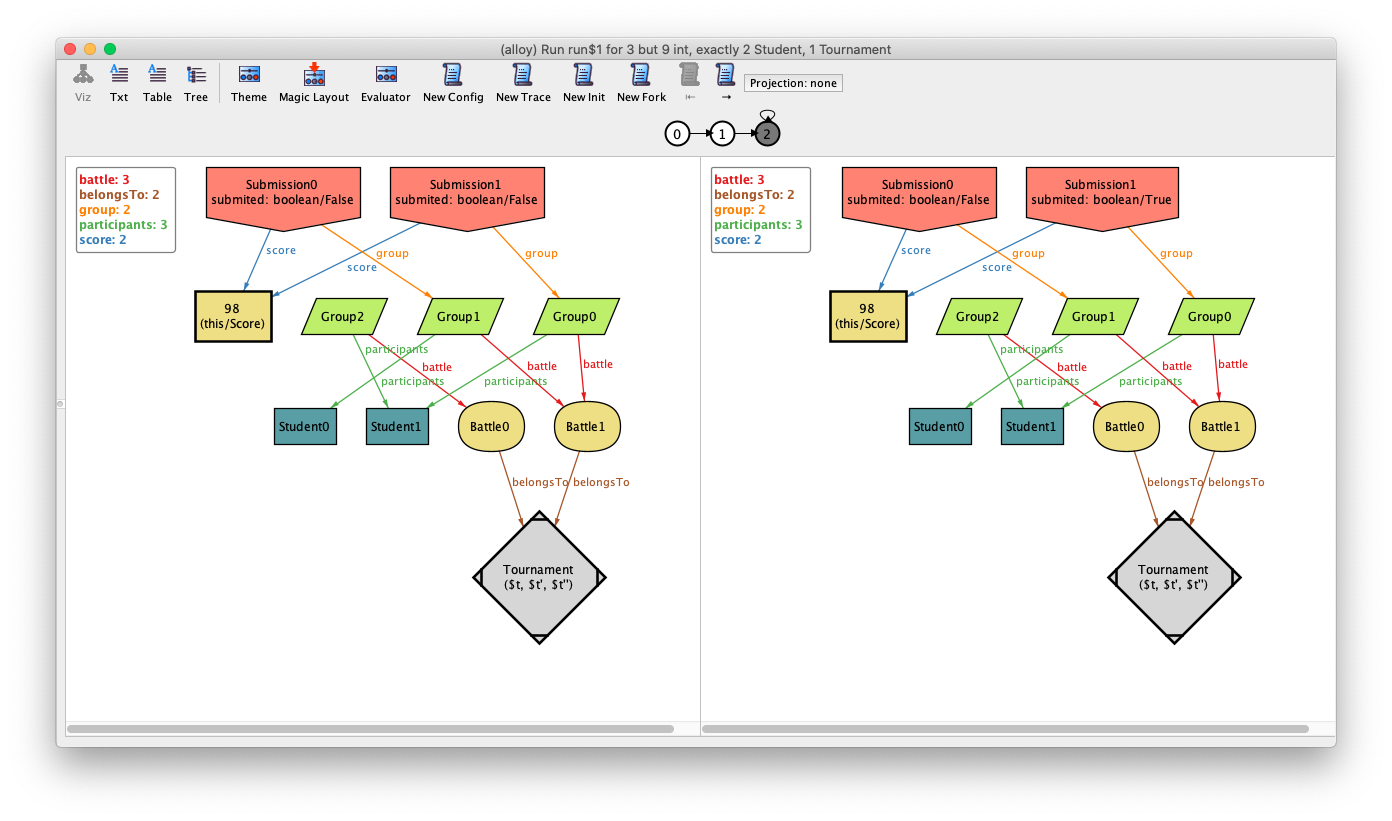 (alloy) Run run$1 for 3 but 9 int, exactly 2 Student, 1 Tournament
Viz Txt Table Tree Theme Magic Layout Evaluator New Config New Trace New Init New Fork ← → Projection: none
0 1 2
battle: 3
belongsTo: 2
group: 2
participants: 3
score: 2
Submission0
submited: boolean/False
Submission1
submited: boolean/False
score
group
score
group
98
(this/Score)
Group2
Group1
Group0
participants
battle
battle
battle
participants
participants
Student0
Student1
Battle0
Battle1
belongsTo
belongsTo
Tournament
($t, $t', $t'')
battle: 3
belongsTo: 2
group: 2
participants: 3
score: 2
Submission0
submited: boolean/False
Submission1
submited: boolean/True
score
group
score
group
98
(this/Score)
Group2
Group1
Group0
participants
battle
battle
battle
participants
participants
Student0
Student1
Battle0
Battle1
belongsTo
belongsTo
Tournament
($t, $t', $t'')